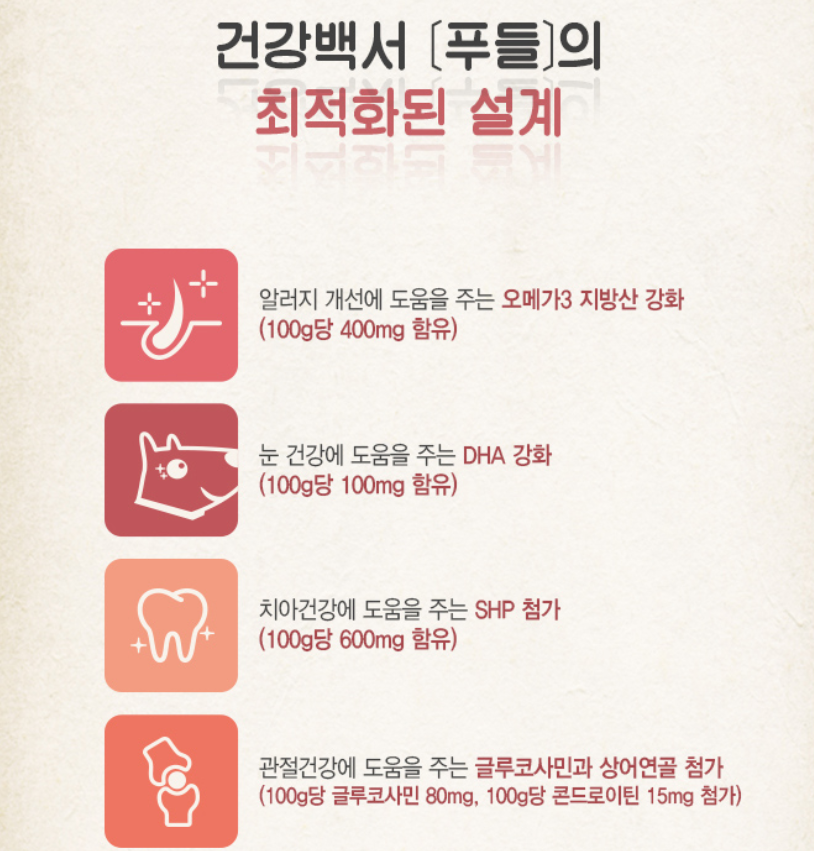 건강백서 [푸들]의
최적화된 설계
알러지 개선에 도움을 주는 오메가3 지방산 강화
(100g당 400mg 함유)
눈 건강에 도움을 주는 DHA 강화
(100g당 100mg 함유)
치아건강에 도움을 주는 SHP 첨가
(100g당 600mg 함유)
관절건강에 도움을 주는 글루코사민과 상어연골 첨가
(100g당 글루코사민 80mg, 100g당 콘드로이틴 15mg 첨가)